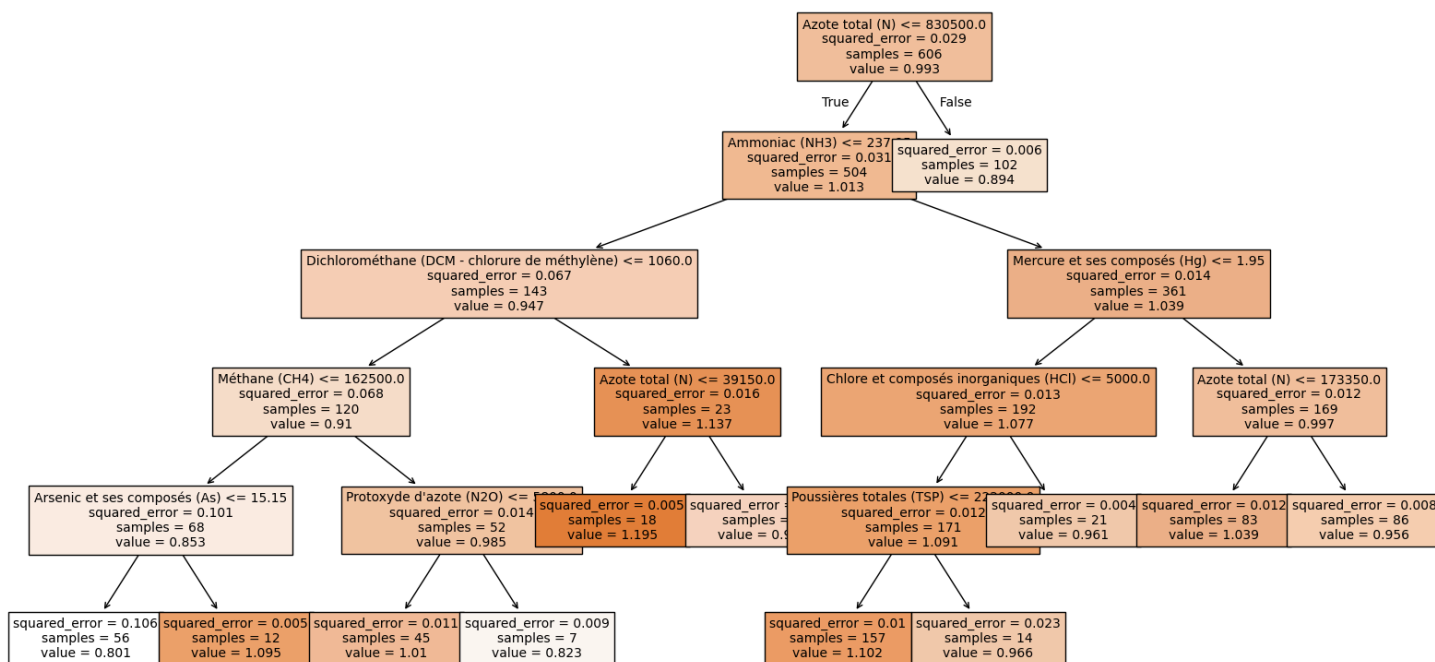 Azote total (N) <= 830500.0
squared_error = 0.029
samples = 606
value = 0.993
True
False
Ammoniac (NH3) <=
squared_error = 0.031
samples = 504
value = 1.013
squared_error = 0.006
samples = 102
value = 0.894
Dichlorométhane (DCM - chlorure de méthylène) <= 1060.0
squared_error = 0.067
samples = 143
value = 0.947
Mercure et ses composés (Hg) <= 1.95
squared_error = 0.014
samples = 361
value = 1.039
Méthane (CH4) <= 162500.0
squared_error = 0.068
samples = 120
value = 0.91
Azote total (N) <= 39150.0
squared_error = 0.016
samples = 23
value = 1.137
Chlore et composés inorganiques (HCl) <= 5000.0
squared_error = 0.013
samples = 192
value = 1.077
Azote total (N) <= 173350.0
squared_error = 0.012
samples = 169
value = 0.997
Arsenic et ses composés (As) <= 15.15
squared_error = 0.101
samples = 68
value = 0.853
Protoxyde d'azote (N2O) <=
squared_error = 0.014
samples = 52
value = 0.985
squared_error = 0.005
samples = 18
value = 1.195
squared_error =
samples =
value =
Poussières totales (TSP) <=
squared_error = 0.012
samples = 171
value = 1.091
squared_error = 0.004
samples = 21
value = 0.961
squared_error = 0.012
samples = 83
value = 1.039
squared_error = 0.008
samples = 86
value = 0.956
squared_error = 0.106
samples = 56
value = 0.801
squared_error = 0.005
samples = 12
value = 1.095
squared_error = 0.011
samples = 45
value = 1.01
squared_error = 0.009
samples = 7
value = 0.823
squared_error = 0.01
samples = 157
value = 1.102
squared_error = 0.023
samples = 14
value = 0.966